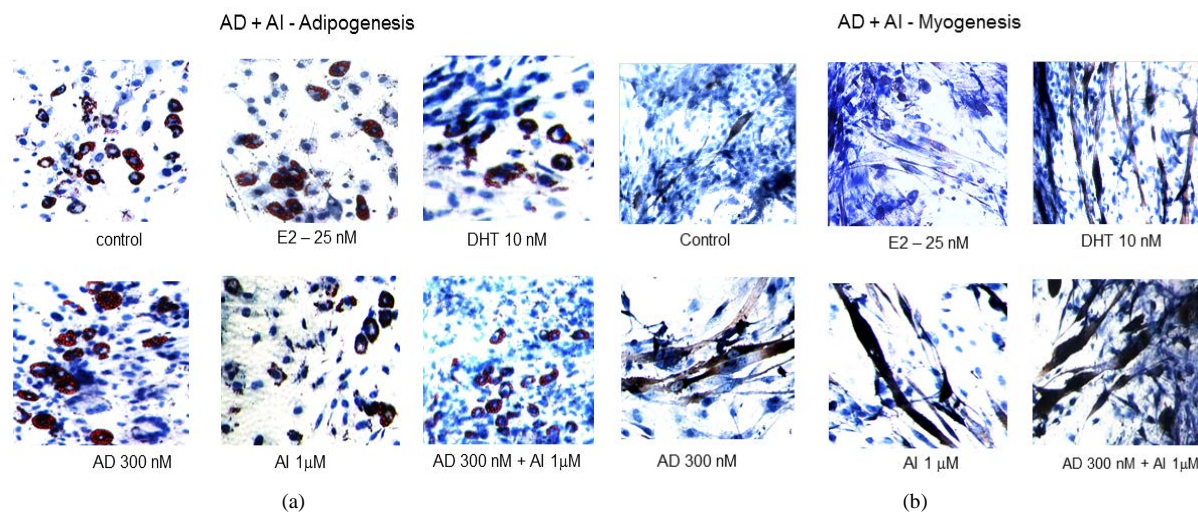 AD + AI - Adipogenesis
control
E2 – 25 nM
DHT 10 nM
AD 300 nM
AI 1μM
AD 300 nM + AI 1μM
(a)
AD + AI - Myogenesis
Control
E2 – 25 nM
DHT 10 nM
AD 300 nM
AI 1 μM
AD 300 nM + AI 1μM
(b)